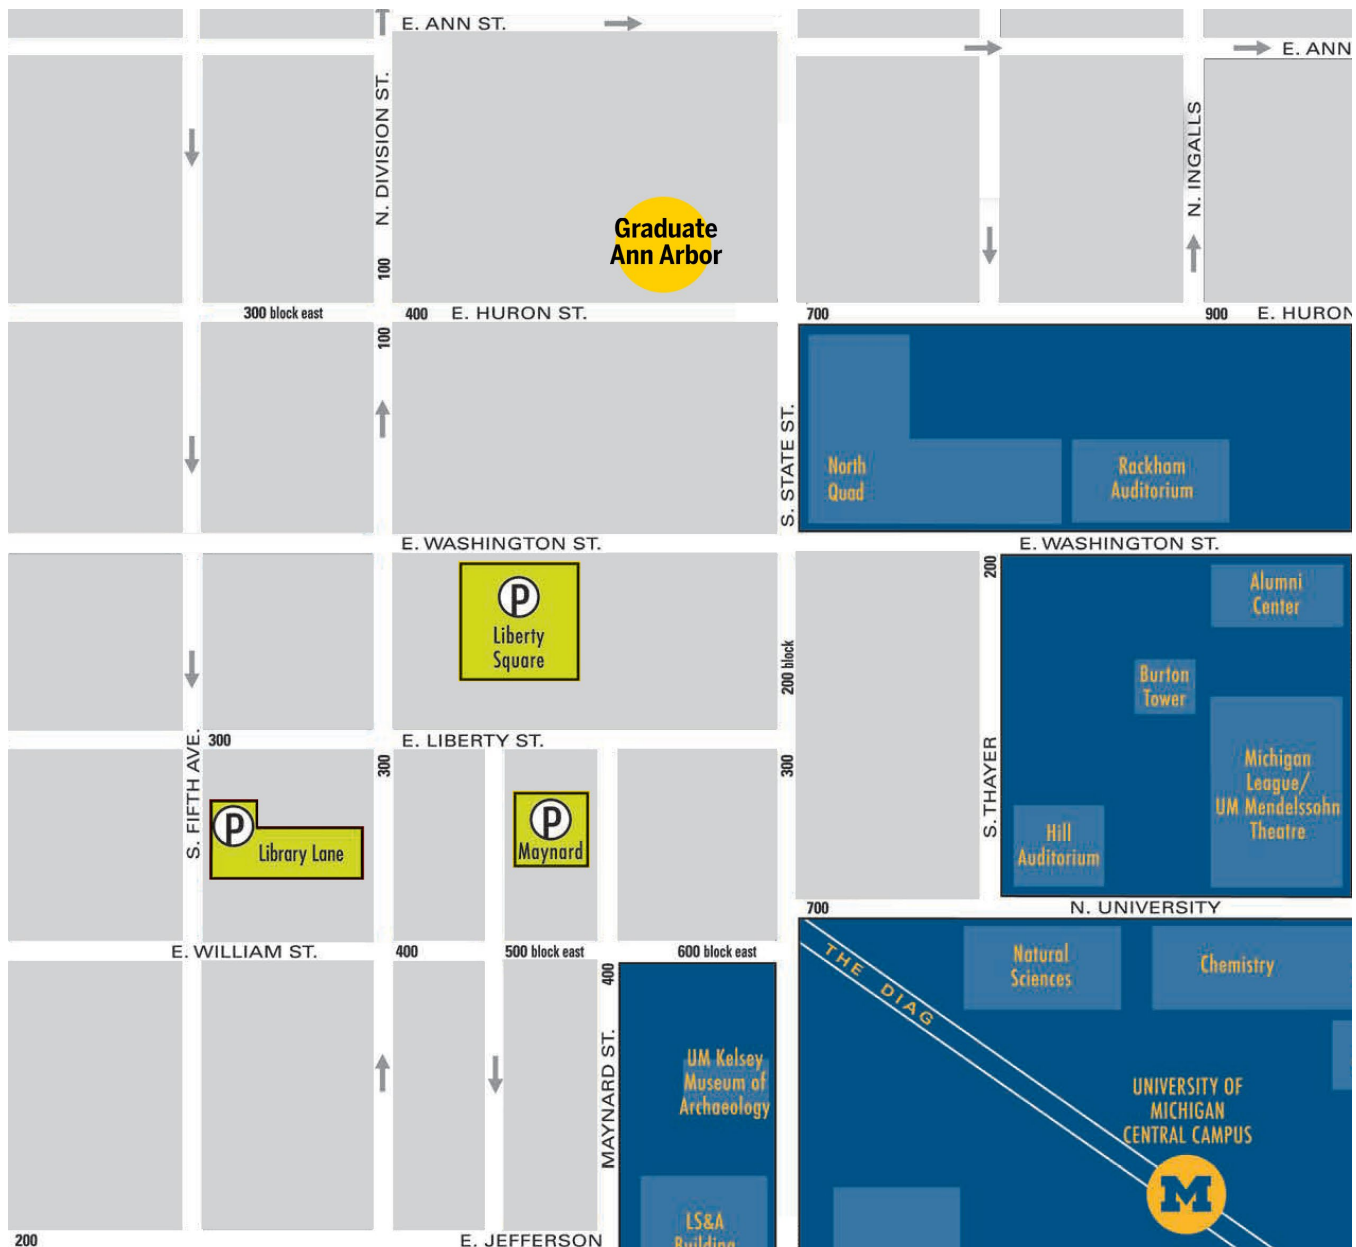 E. ANN ST.
E. ANN
N. DIVISION ST.
N. INGALLS
Graduate
Ann Arbor
100
300 block east
400
E. HURON ST.
700
900
E. HURON
100
S. STATE ST.
North
Quad
Rackham
Auditorium
E. WASHINGTON ST.
E. WASHINGTON ST.
200
P
Liberty
Square
Alumni
Center
200 block
Burton
Tower
S. FIFTH AVE.
300
E. LIBERTY ST.
300
300
S. THAYER
Michigan
League/
UM Mendelssohn
Theatre
P
Library Lane
P
Maynard
Hill
Auditorium
700
N. UNIVERSITY
E. WILLIAM ST.
400
500 block east
600 block east
400
THE DIAG
Natural
Sciences
Chemistry
MAYNARD ST.
UM Kelsey
Museum of
Archaeology
UNIVERSITY OF
MICHIGAN
CENTRAL CAMPUS
M
LS&A
Building
200
E. JEFFERSON